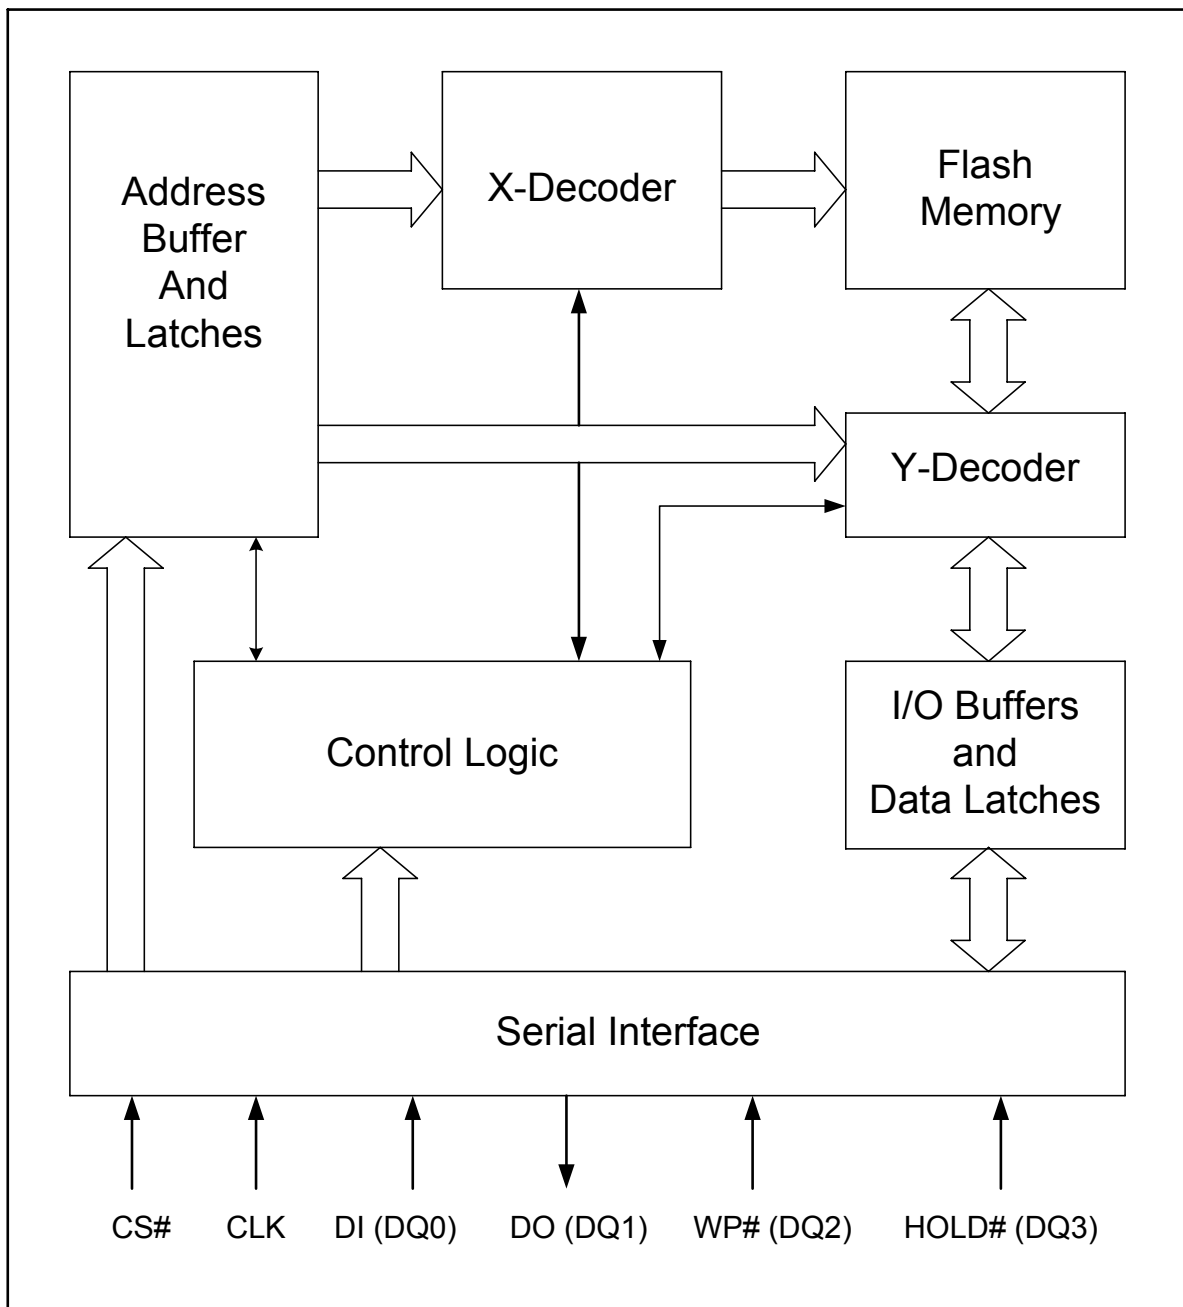 Address
Buffer
And
Latches
X-Decoder
Flash
Memory
Y-Decoder
Control Logic
I/O Buffers
and
Data Latches
Serial Interface
CS#
CLK
DI (DQ0)
DO (DQ1)
WP# (DQ2)
HOLD# (DQ3)